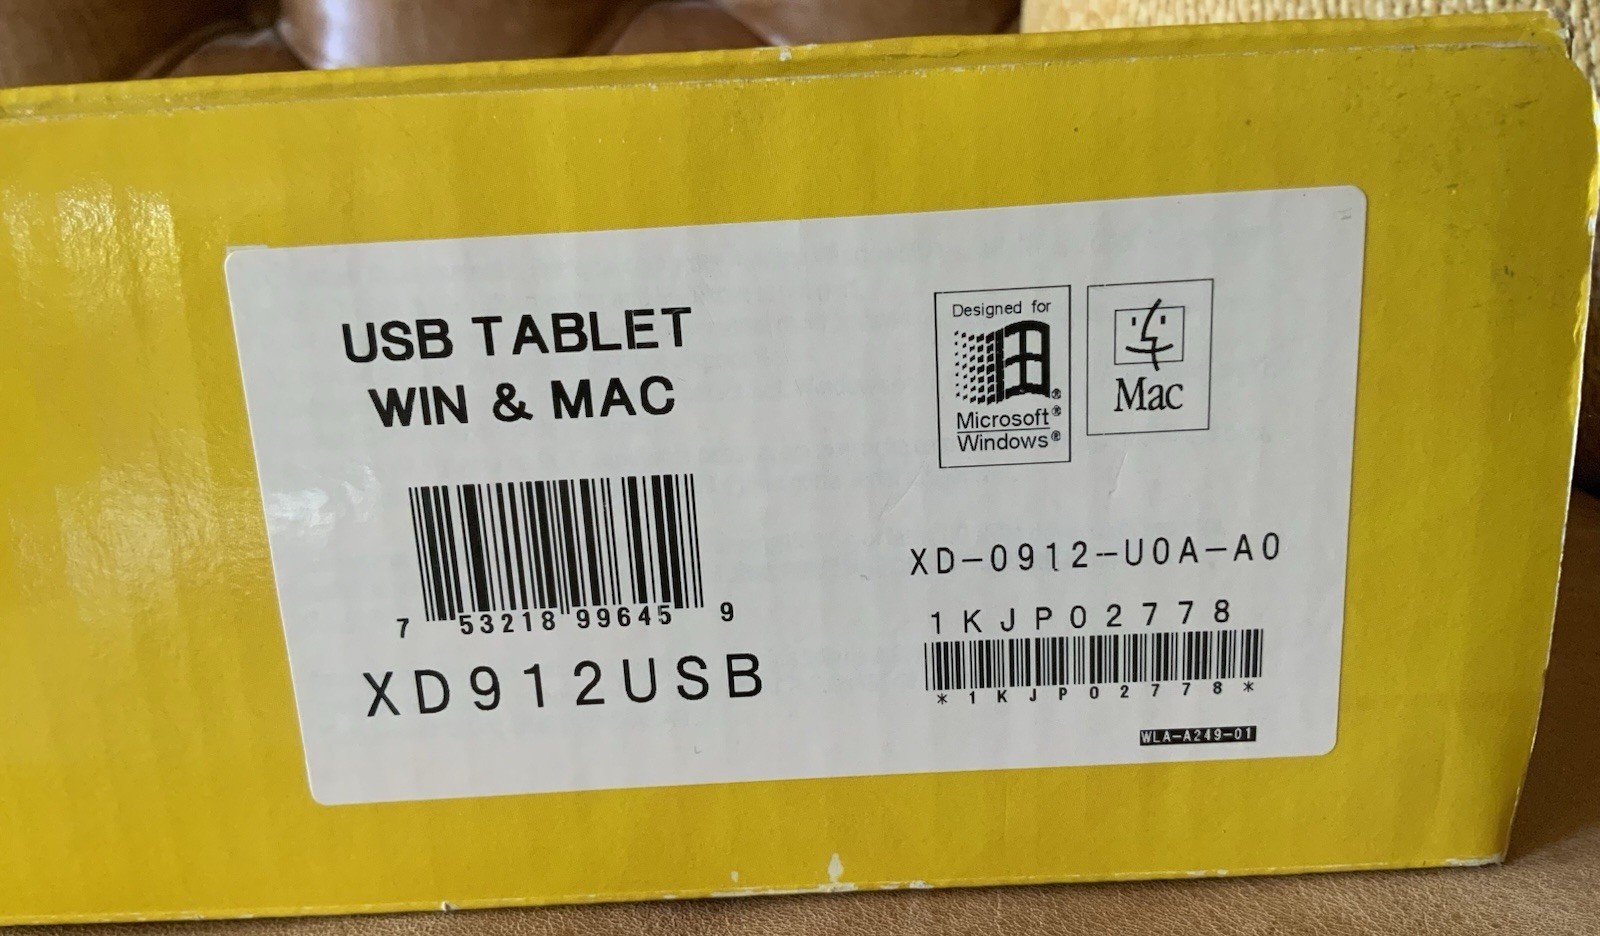 USB TABLET
WIN & MAC
7 53218 99645 9
XD912USB
Designed for
Microsoft®
Windows®
Mac
XD-0912-U0A-A0
1KJP02778
*1KJP02778*
WLA-A249-01